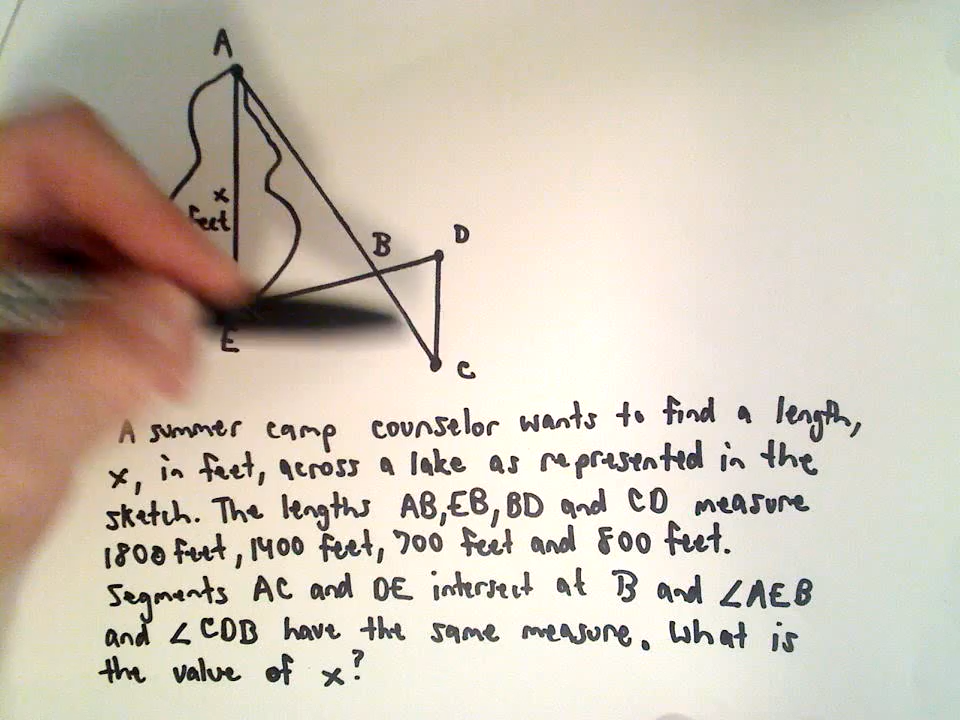 A
x
feet
B
D
E
C
A summer camp counselor wants to find a length,
x, in feet, across a lake as represented in the
sketch. The lengths AB, EB, BD and CD measure
1800 feet, 1400 feet, 700 feet and 800 feet.
Segments AC and DE intersect at B and ∠AEB
and ∠CDB have the same measure. What is
the value of x?